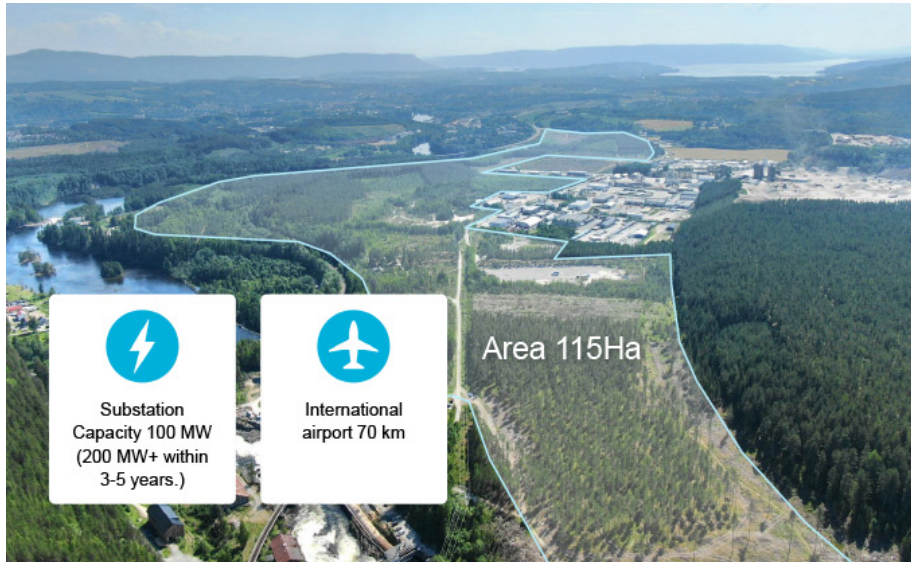 Area 115Ha
Substation
Capacity 100 MW
(200 MW+ within
3-5 years.)
International
airport 70 km